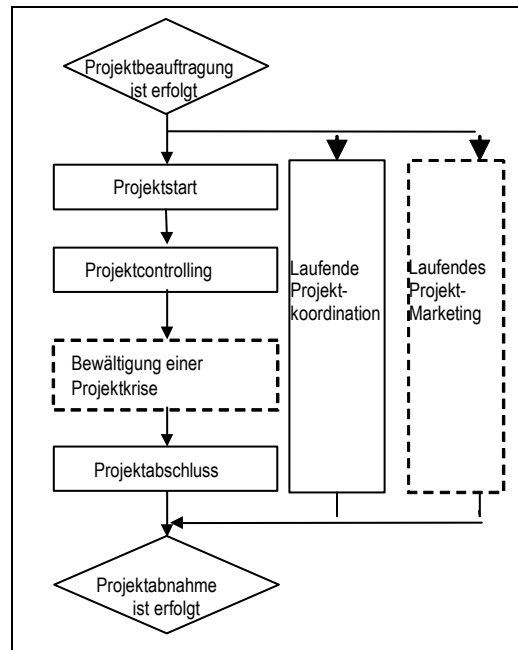 Projektbeauftragung
ist erfolgt
Projektstart
Projektcontrolling
Bewältigung einer
Projektkrise
Projektabschluss
Laufende
Projekt-
koordination
Laufendes
Projekt-
Marketing
Projektabnahme
ist erfolgt